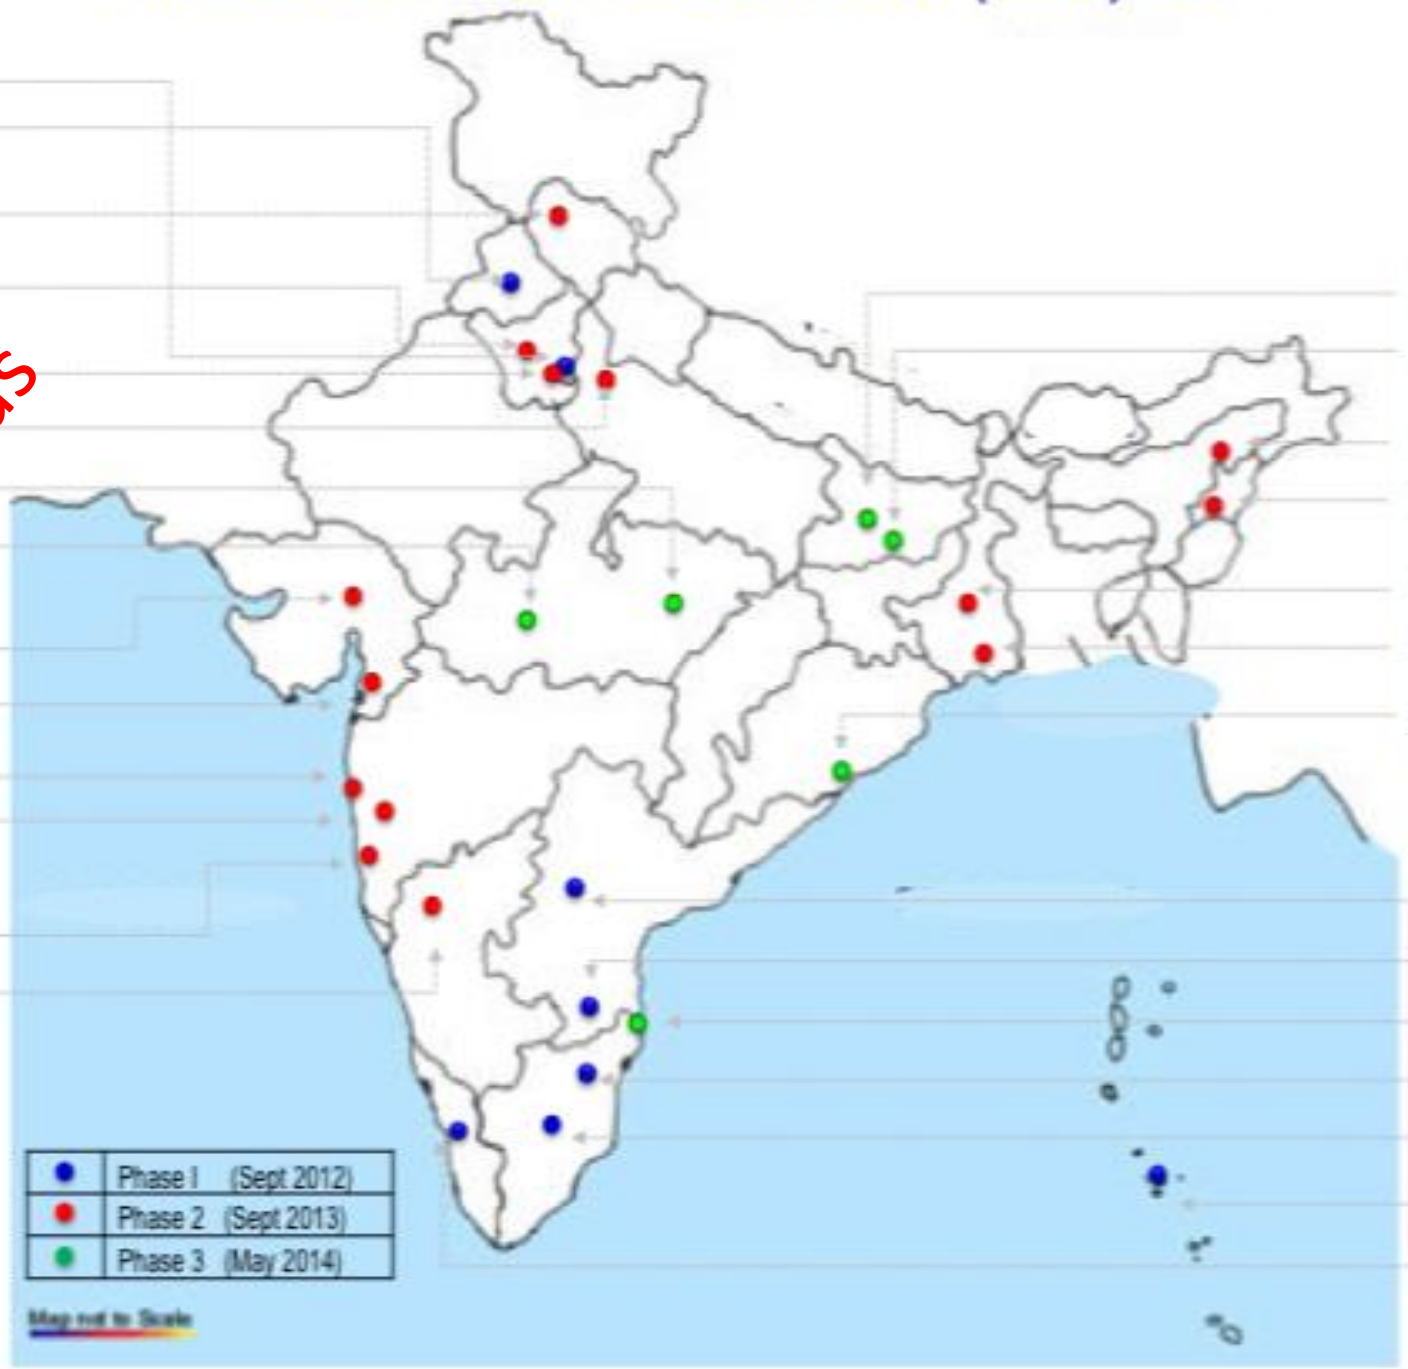 Phase I (Sept 2012)
Phase 2 (Sept 2013)
Phase 3 (May 2014)
Map not to Scale